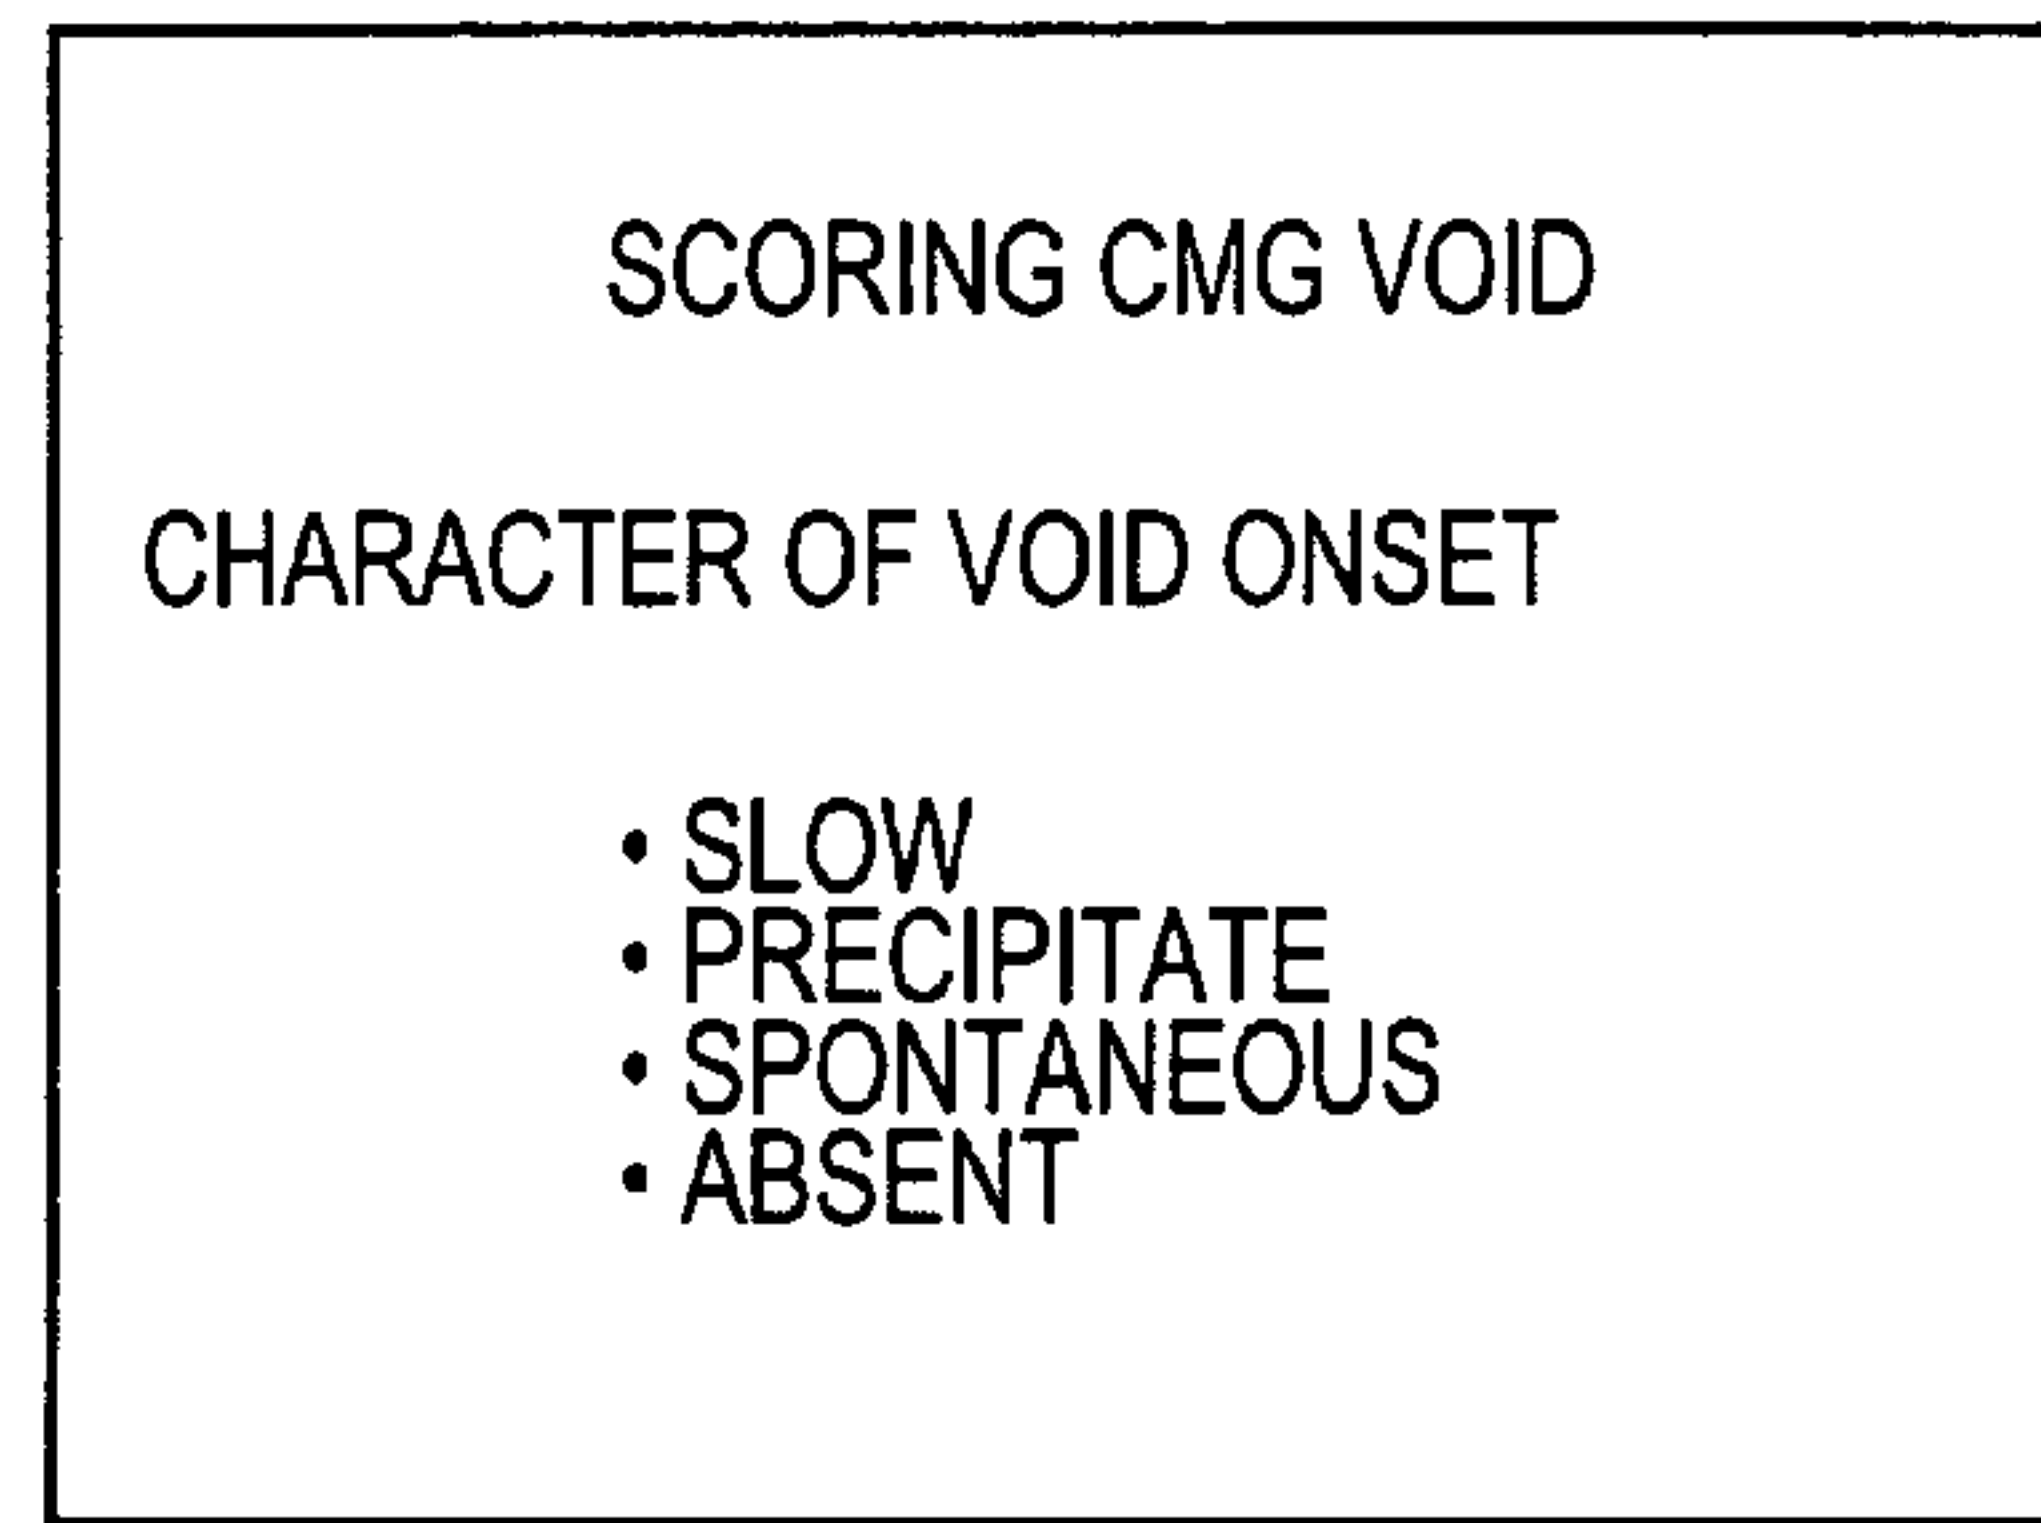 SCORING CMG VOID
CHARACTER OF VOID ONSET
• SLOW
• PRECIPITATE
• SPONTANEOUS
• ABSENT